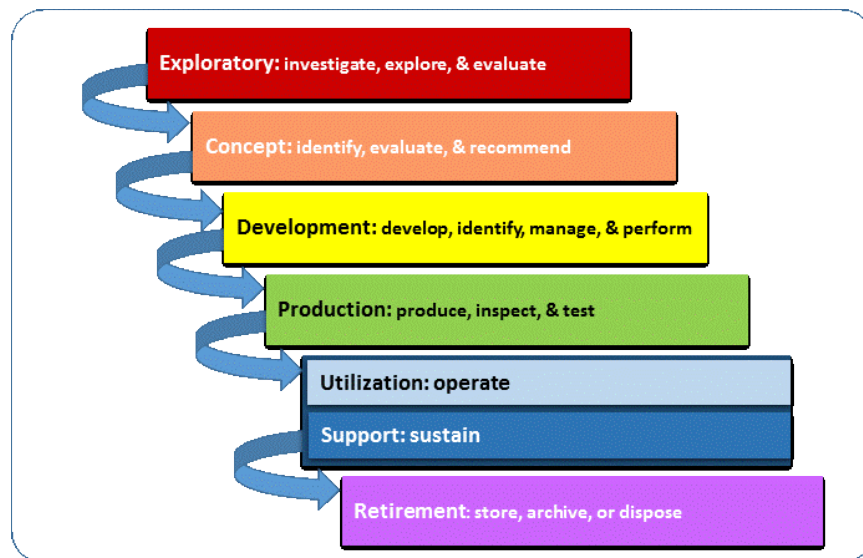 Exploratory: investigate, explore, & evaluate
Concept: identify, evaluate, & recommend
Development: develop, identify, manage, & perform
Production: produce, inspect, & test
Utilization: operate
Support: sustain
Retirement: store, archive, or dispose